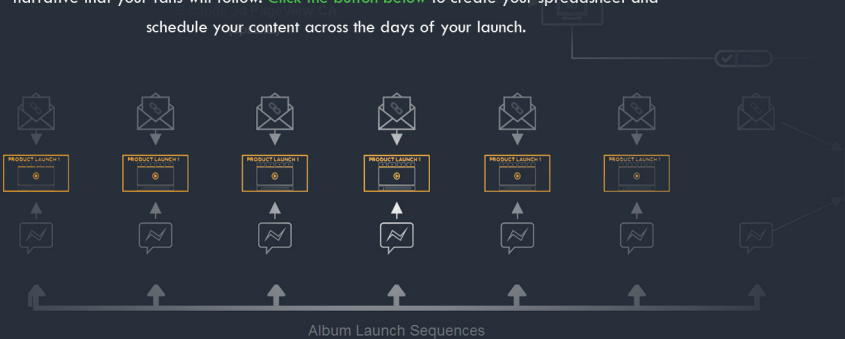 narrative that your fans will follow. Click the button below to create your spreadsheet and
schedule your content across the days of your launch.
PRODUCT LAUNCH 1
PRODUCT LAUNCH 1
PRODUCT LAUNCH 1
PRODUCT LAUNCH 1
PRODUCT LAUNCH 1
PRODUCT LAUNCH 1
Album Launch Sequences